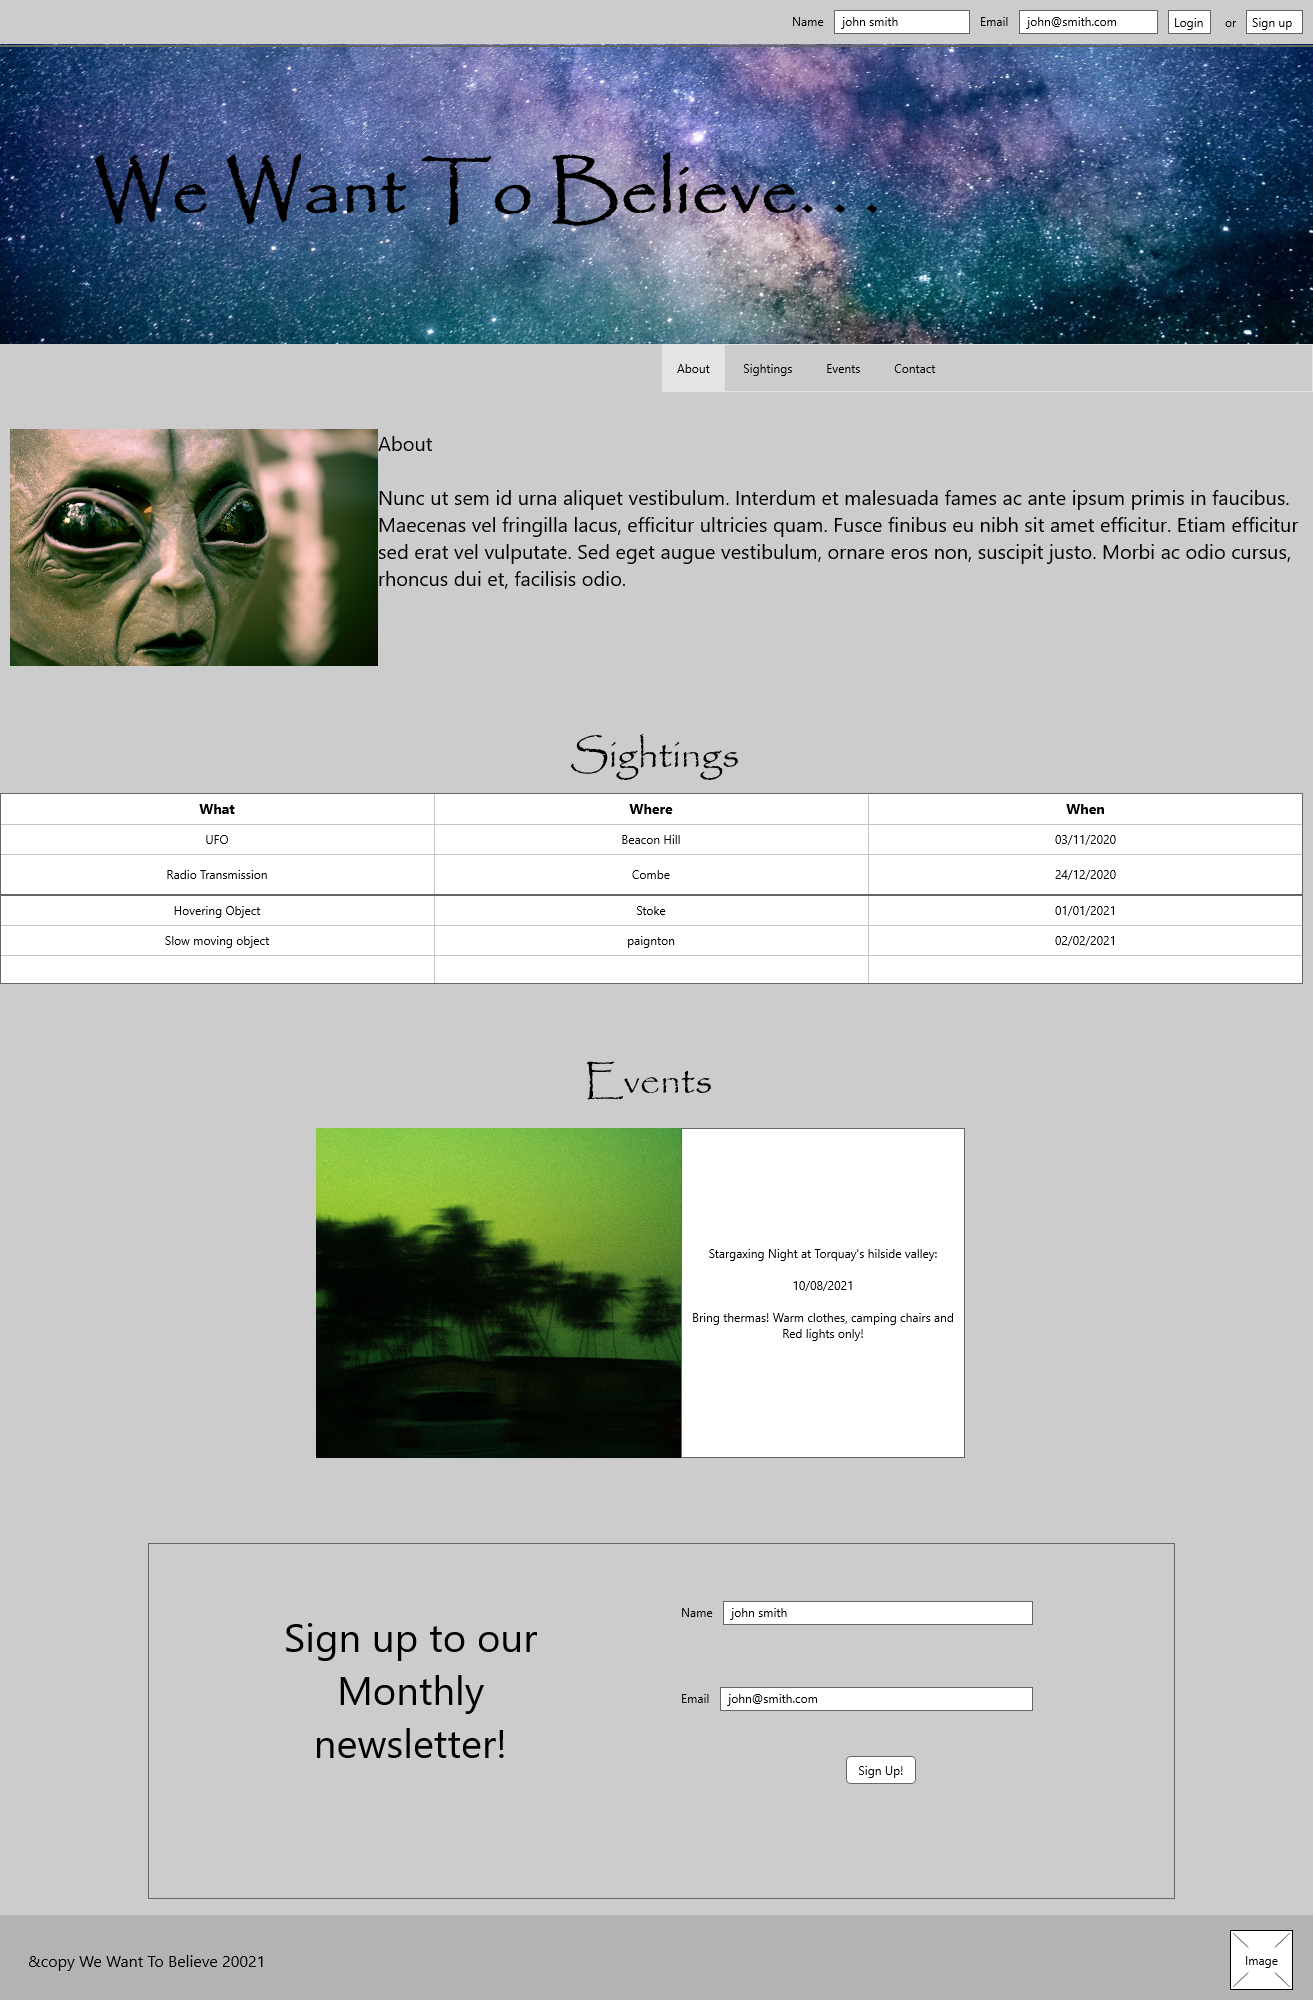 Name john smith Email john@smith.com Login or Sign up
We Want To Believe. . .
About Sightings Events Contact
About
Nunc ut sem id urna aliquet vestibulum. Interdum et malesuada fames ac ante ipsum primis in faucibus.
Maecenas vel fringilla lacus, efficitur ultricies quam. Fusce finibus eu nibh sit amet efficitur. Etiam efficitur
sed erat vel vulputate. Sed eget augue vestibulum, ornare eros non, suscipit justo. Morbi ac odio cursus,
rhoncus dui et, facilisis odio.
Sightings
What Where When
UFO Beacon Hill 03/11/2020
Radio Transmission Combe 24/12/2020
Hovering Object Stoke 01/01/2021
Slow moving object paignton 02/02/2021
Events
Stargaxing Night at Torquay's hilside valley:
10/08/2021
Bring thermas! Warm clothes, camping chairs and
Red lights only!
Sign up to our
Monthly
newsletter!
Name john smith
Email john@smith.com
Sign Up!
&copy We Want To Believe 20021
Image